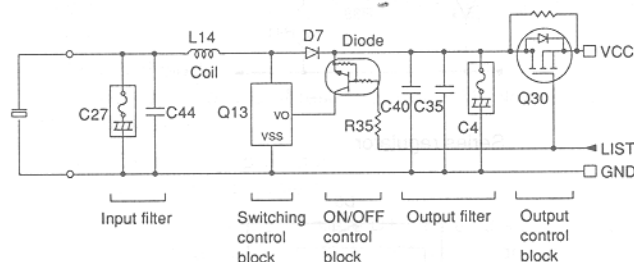 L14
Coil
D7
Diode
VCC
Q30
C27
C44
Q13
VO
VSS
R35
C40
C35
C4
LIST
GND
Input filter
Switching
control
block
ON/OFF
control
block
Output filter
Output
control
block